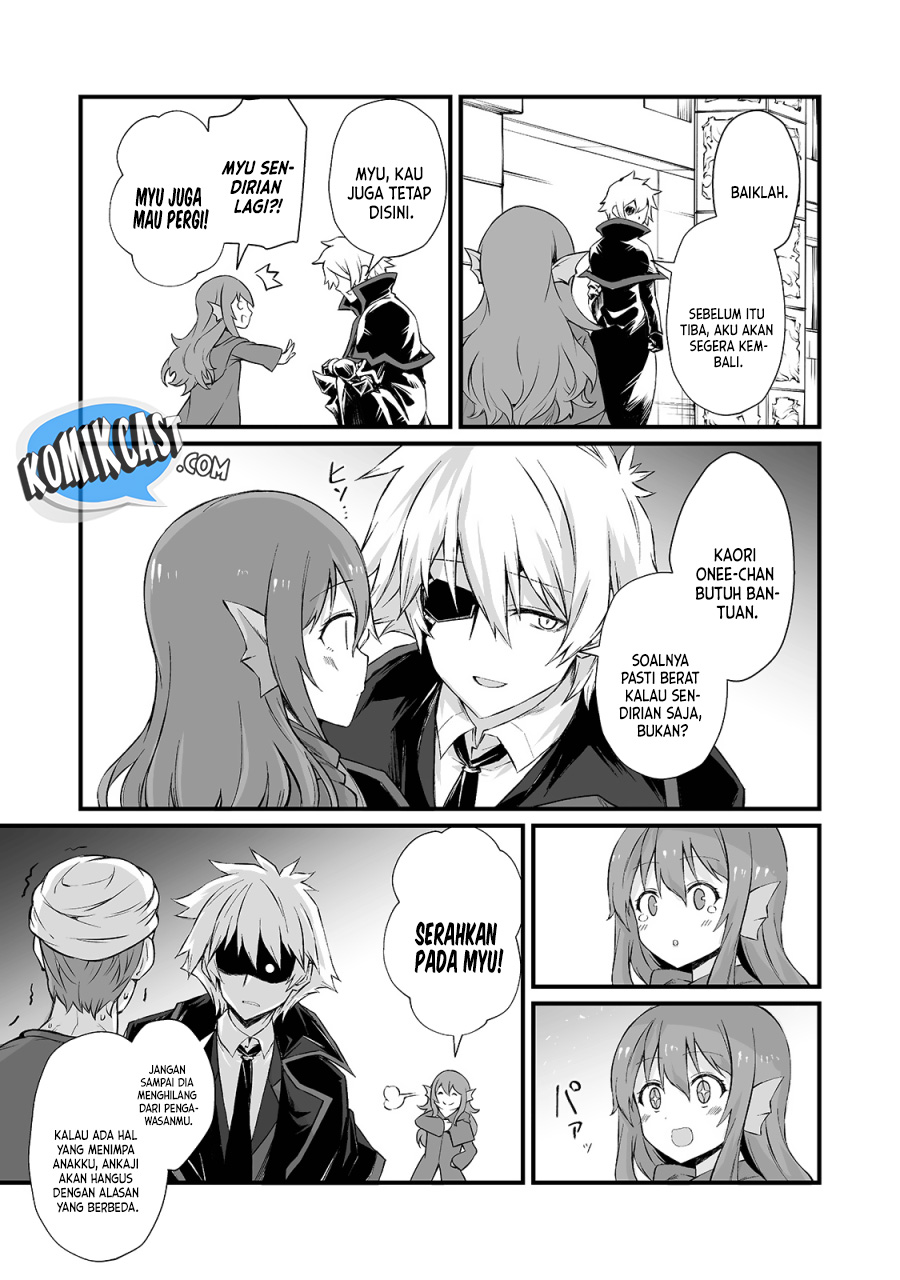 BAIKLAH.
SEBELUM ITU
TIBA, AKU AKAN
SEGERA KEM-
BALI.
MYU, KAU
JUGA TETAP
DISINI.
MYU SEN-
DIRIAN
LAGI?!
MYU JUGA
MAU PERGI!
KOMIKCAST
.COM
KAORI
ONEE-CHAN
BUTUH BAN-
TUAN.
SOALNYA
PASTI BERAT
KALAU SEN-
DIRIAN SAJA,
BUKAN?
ヒソ
パァッ
SERAHKAN
PADA MYU!
JANGAN
SAMPAI DIA
MENGHILANG
DARI PENGA-
WASANMU.
KALAU ADA HAL
YANG MENIMPA
ANAKKU, ANKAJI
AKAN HANGUS
DENGAN ALASAN
YANG BERBEDA.